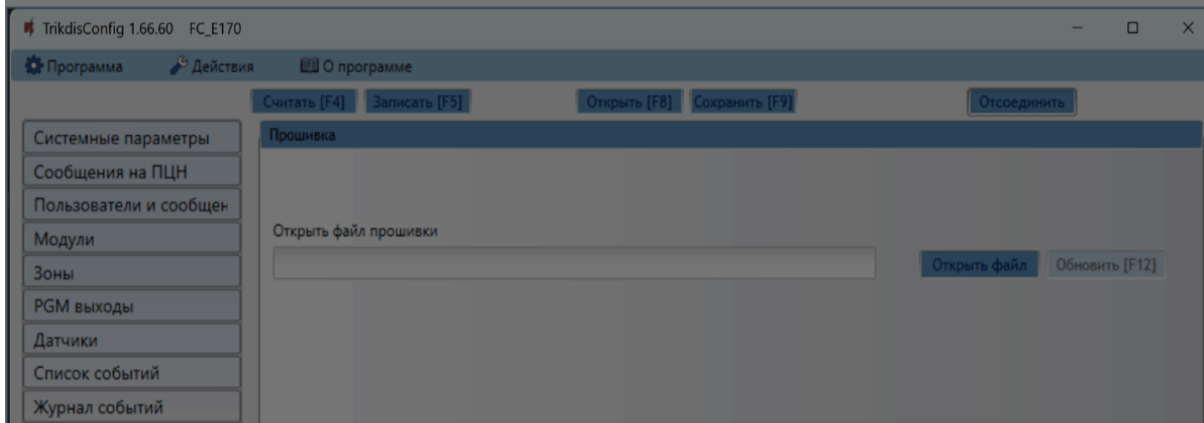 TrikdisConfig 1.66.60 FC_E170
Программа Действия О программе
Считать [F4] Записать [F5] Открыть [F8] Сохранить [F9] Отсоединить
Системные параметры
Прошивка
Сообщения на ПЦН
Пользователи и сообщен
Модули
Открыть файл прошивки
Зоны
Открыть файл Обновить [F12]
PGM выходы
Датчики
Список событий
Журнал событий